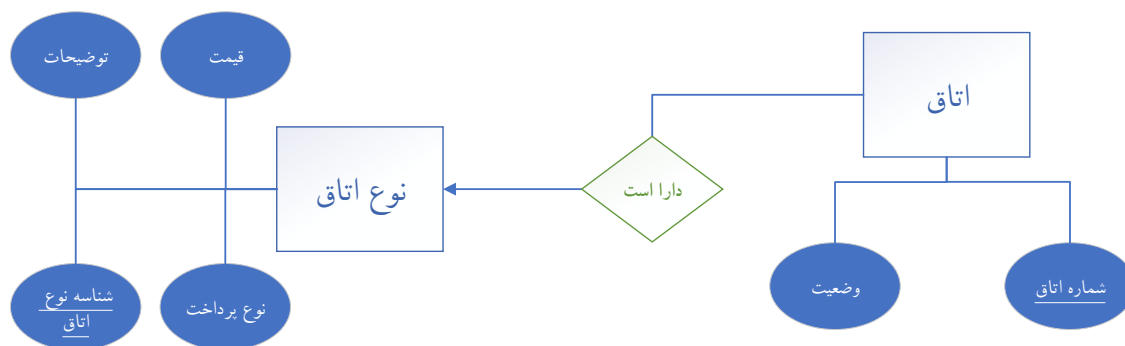 توضیحات
قیمت
اتاق
نوع اتاق
دارا است
شناسه نوع
اتاق
نوع پرداخت
وضعیت
شماره اتاق